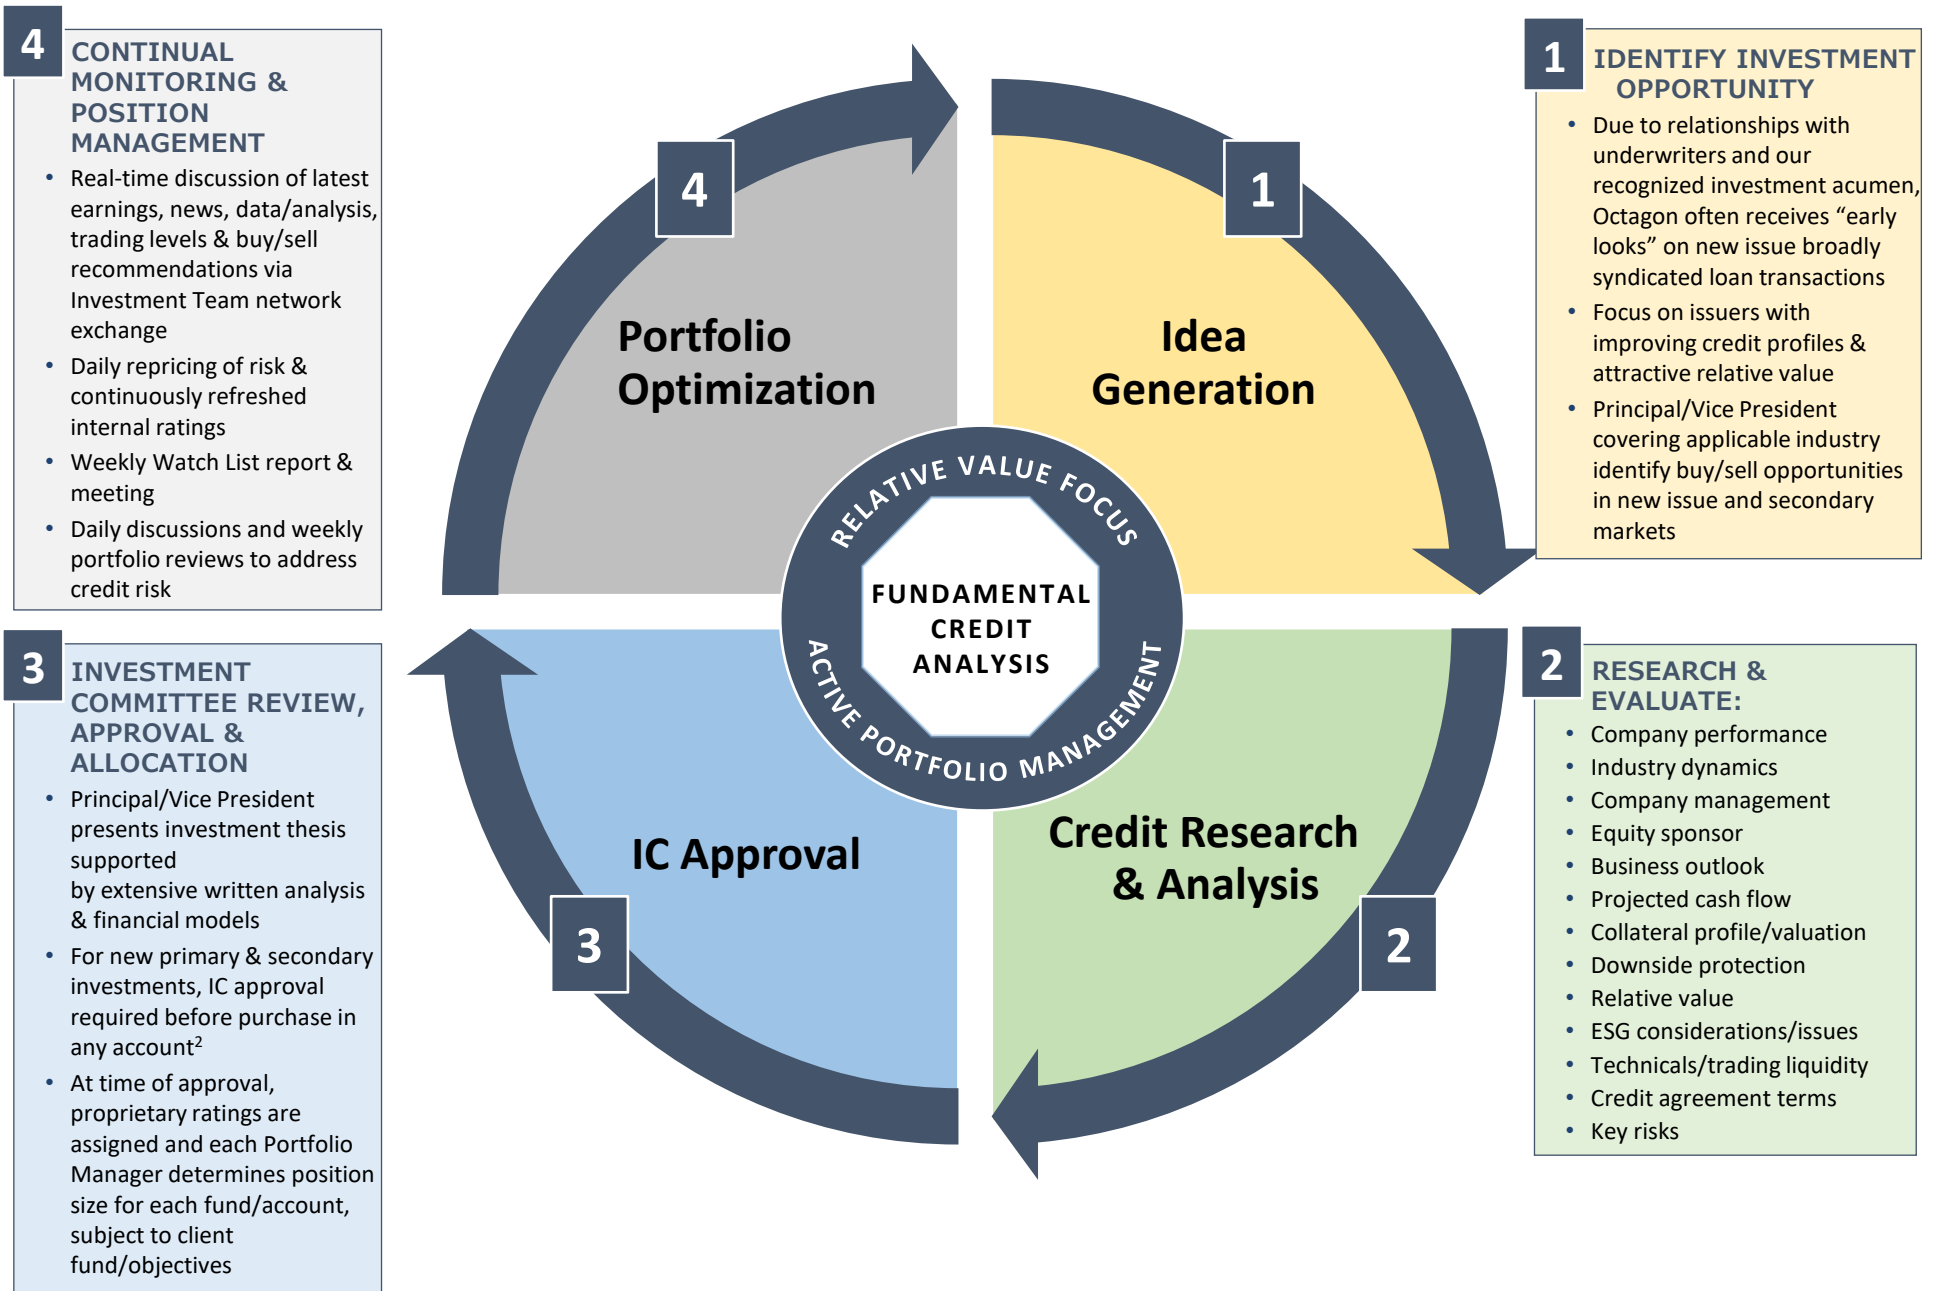 4
CONTINUAL
MONITORING &
POSITION
MANAGEMENT
• Real-time discussion of latest
earnings, news, data/analysis,
trading levels & buy/sell
recommendations via
Investment Team network
exchange
• Daily repricing of risk &
continuously refreshed
internal ratings
• Weekly Watch List report &
meeting
• Daily discussions and weekly
portfolio reviews to address
credit risk
3
INVESTMENT
COMMITTEE REVIEW,
APPROVAL &
ALLOCATION
• Principal/Vice President
presents investment thesis
supported
by extensive written analysis
& financial models
• For new primary & secondary
investments, IC approval
required before purchase in
any account²
• At time of approval,
proprietary ratings are
assigned and each Portfolio
Manager determines position
size for each fund/account,
subject to client
fund/objectives
4
Portfolio
Optimization
1
Idea
Generation
RELATIVE VALUE FOCUS
FUNDAMENTAL
CREDIT
ANALYSIS
ACTIVE PORTFOLIO MANAGEMENT
IC Approval
3
Credit Research
& Analysis
2
1
IDENTIFY INVESTMENT
OPPORTUNITY
• Due to relationships with
underwriters and our
recognized investment acumen,
Octagon often receives “early
looks” on new issue broadly
syndicated loan transactions
• Focus on issuers with
improving credit profiles &
attractive relative value
• Principal/Vice President
covering applicable industry
identify buy/sell opportunities
in new issue and secondary
markets
2
RESEARCH &
EVALUATE:
• Company performance
• Industry dynamics
• Company management
• Equity sponsor
• Business outlook
• Projected cash flow
• Collateral profile/valuation
• Downside protection
• Relative value
• ESG considerations/issues
• Technicals/trading liquidity
• Credit agreement terms
• Key risks